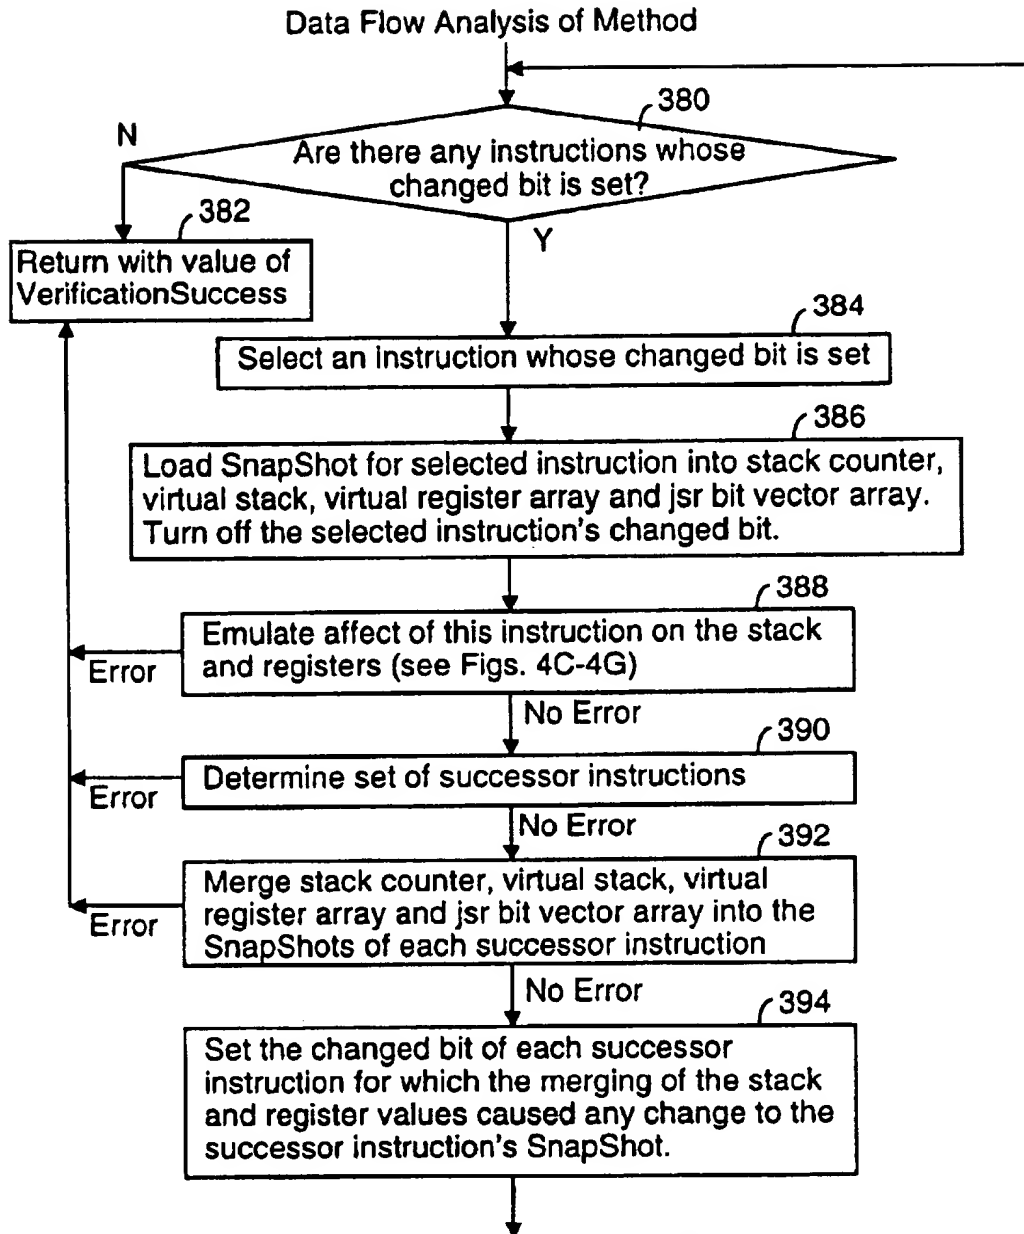 Data Flow Analysis of Method
380
N
Are there any instructions whose
changed bit is set?
382
Y
Return with value of
VerificationSuccess
384
Select an instruction whose changed bit is set
386
Load SnapShot for selected instruction into stack counter,
virtual stack, virtual register array and jsr bit vector array.
Turn off the selected instruction's changed bit.
388
Emulate affect of this instruction on the stack
and registers (see Figs. 4C-4G)
Error
No Error
390
Determine set of successor instructions
Error
No Error
392
Merge stack counter, virtual stack, virtual
register array and jsr bit vector array into the
SnapShots of each successor instruction
Error
No Error
394
Set the changed bit of each successor
instruction for which the merging of the stack
and register values caused any change to the
successor instruction's SnapShot.